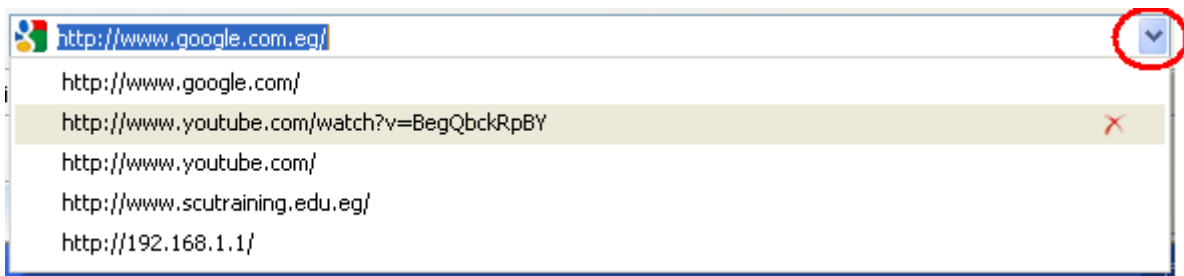 http://www.google.com.eg/
http://www.google.com/
http://www.youtube.com/watch?v=BegQbckRpBY
http://www.youtube.com/
http://www.scutraining.edu.eg/
http://192.168.1.1/